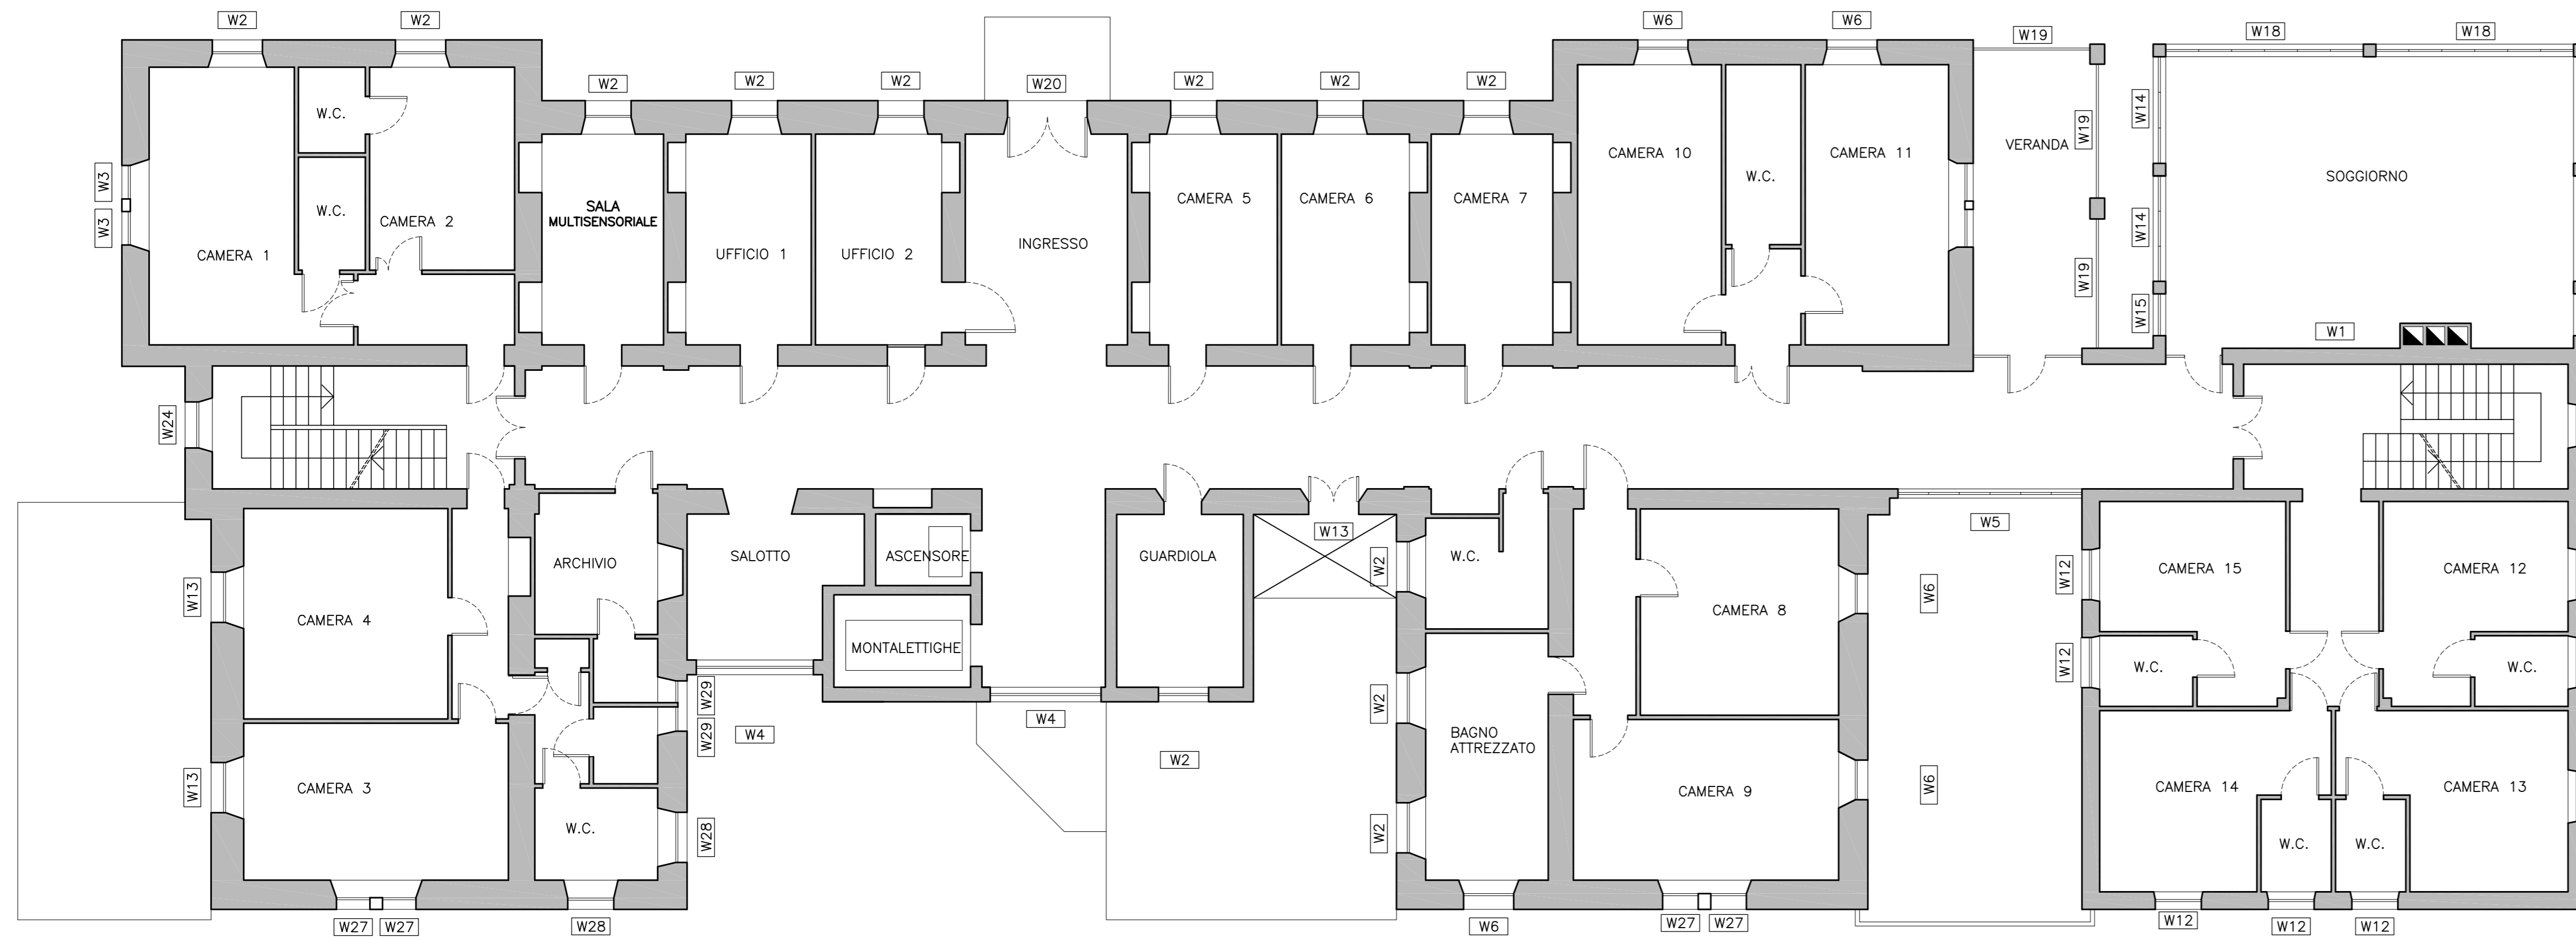 W2
W2
W6
W6
W18
W18
W19
W2
W2
W2
W20
W2
W2
W2
W.C.
W14
W19
VERANDA
CAMERA 10
CAMERA 11
W.C.
SOGGIORNO
W3
W3
W.C.
CAMERA 2
SALA
MULTISENSORIALE
CAMERA 5
CAMERA 6
CAMERA 7
W14
CAMERA 1
UFFICIO 1
UFFICIO 2
INGRESSO
W19
W15
W1
W24
W5
W13
ARCHIVIO
SALOTTO
ASCENSORE
GUARDIOLA
W2
W.C.
CAMERA 15
CAMERA 12
W13
W6
W12
CAMERA 4
CAMERA 8
MONTALETTIGHE
W12
W.C.
W.C.
W29
W2
W29
W4
W4
W2
BAGNO
ATTREZZATO
W13
CAMERA 3
CAMERA 9
W6
CAMERA 14
CAMERA 13
W.C.
W28
W2
W.C.
W.C.
W27
W27
W28
W6
W27
W27
W12
W12
W12